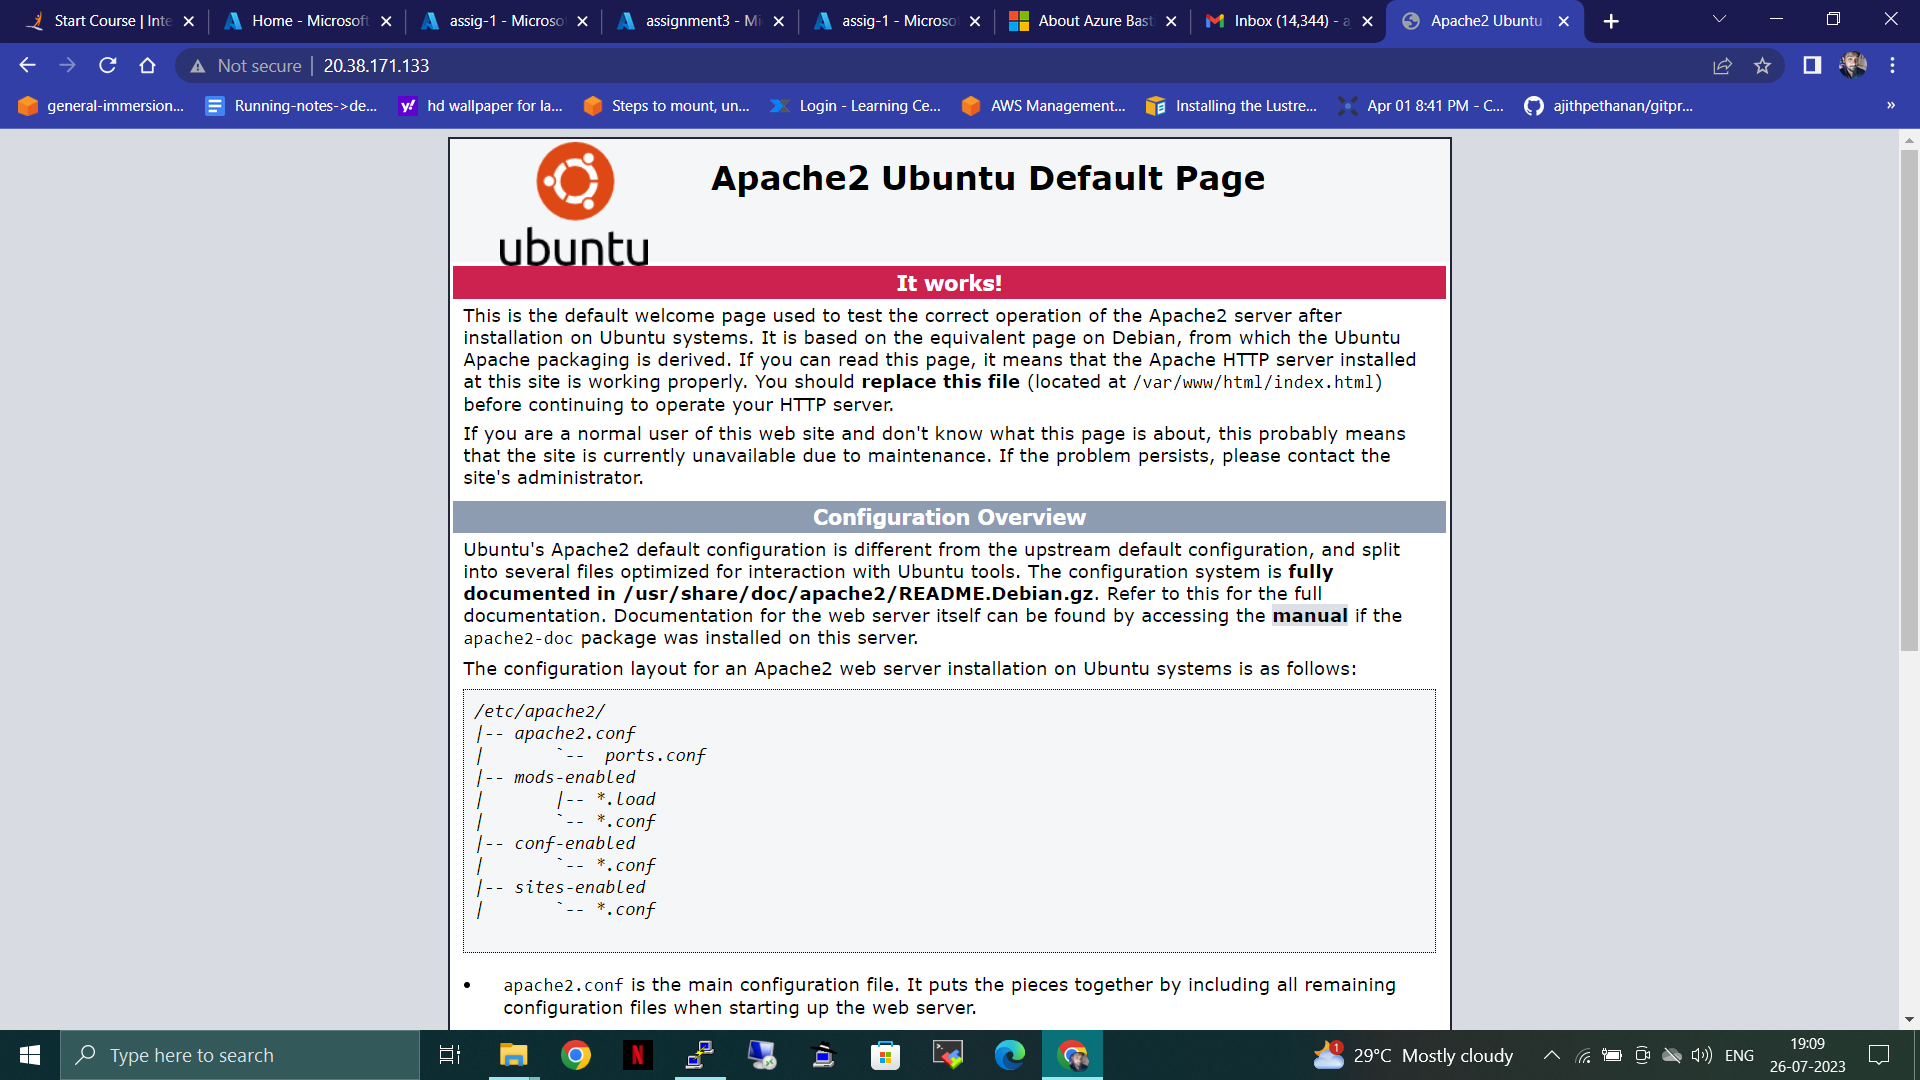 Start Course | Inte
Home - Microsoft
assig-1 - Microso
assignment3 - Mi
assig-1 - Microso
About Azure Bast
Inbox (14,344) - a
Apache2 Ubuntu
Not secure
20.38.171.133
general-immersion...
Running-notes->de...
hd wallpaper for la...
Steps to mount, un...
Login - Learning Ce...
AWS Management...
Installing the Lustre...
Apr 01 8:41 PM - C...
ajithpethanan/gitpr...
»
ubuntu
Apache2 Ubuntu Default Page
It works!
This is the default welcome page used to test the correct operation of the Apache2 server after
installation on Ubuntu systems. It is based on the equivalent page on Debian, from which the Ubuntu
Apache packaging is derived. If you can read this page, it means that the Apache HTTP server installed
at this site is working properly. You should replace this file (located at /var/www/html/index.html)
before continuing to operate your HTTP server.
If you are a normal user of this web site and don't know what this page is about, this probably means
that the site is currently unavailable due to maintenance. If the problem persists, please contact the
site's administrator.
Configuration Overview
Ubuntu's Apache2 default configuration is different from the upstream default configuration, and split
into several files optimized for interaction with Ubuntu tools. The configuration system is fully
documented in /usr/share/doc/apache2/README.Debian.gz. Refer to this for the full
documentation. Documentation for the web server itself can be found by accessing the manual if the
apache2-doc package was installed on this server.
The configuration layout for an Apache2 web server installation on Ubuntu systems is as follows:
/etc/apache2/
|-- apache2.conf
|       `--  ports.conf
|-- mods-enabled
|       |-- *.load
|       `-- *.conf
|-- conf-enabled
|       `-- *.conf
|-- sites-enabled
|       `-- *.conf
• apache2.conf is the main configuration file. It puts the pieces together by including all remaining
configuration files when starting up the web server.
Type here to search
N
1
29°C Mostly cloudy
ENG
19:09
26-07-2023